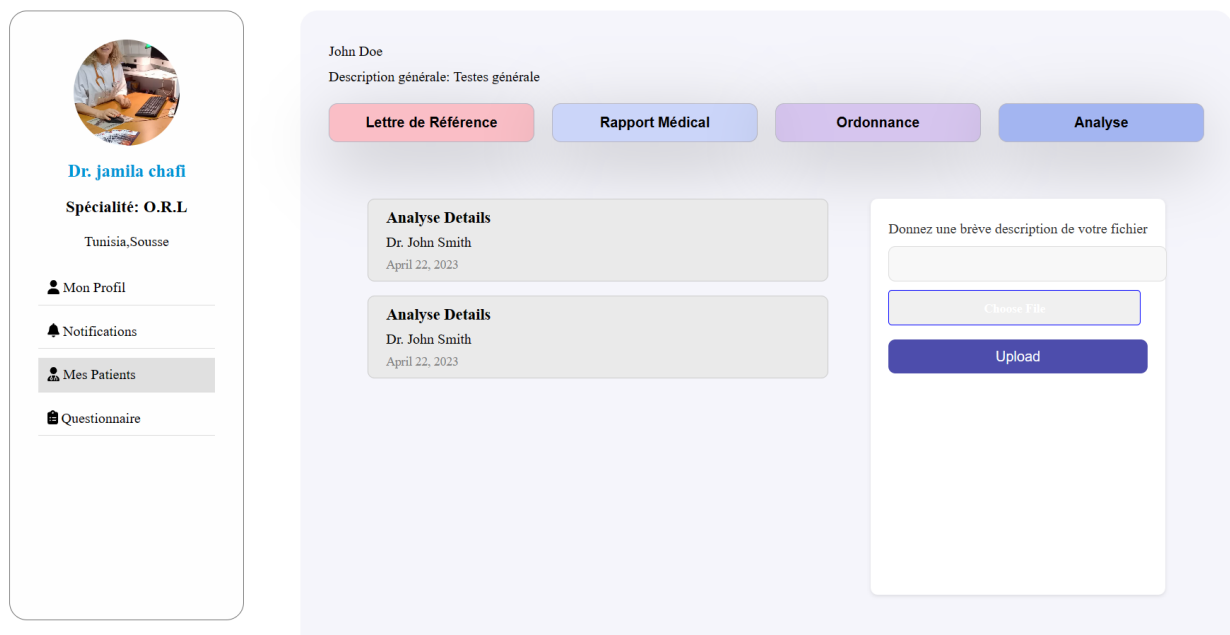 Dr. jamila chafi
Spécialité: O.R.L
Tunisia,Sousse
Mon Profil
Notifications
Mes Patients
Questionnaire
John Doe
Description générale: Testes générale
Lettre de Référence
Rapport Médical
Ordonnance
Analyse
Analyse Details
Dr. John Smith
April 22, 2023
Analyse Details
Dr. John Smith
April 22, 2023
Donnez une brève description de votre fichier
Choose File
Upload